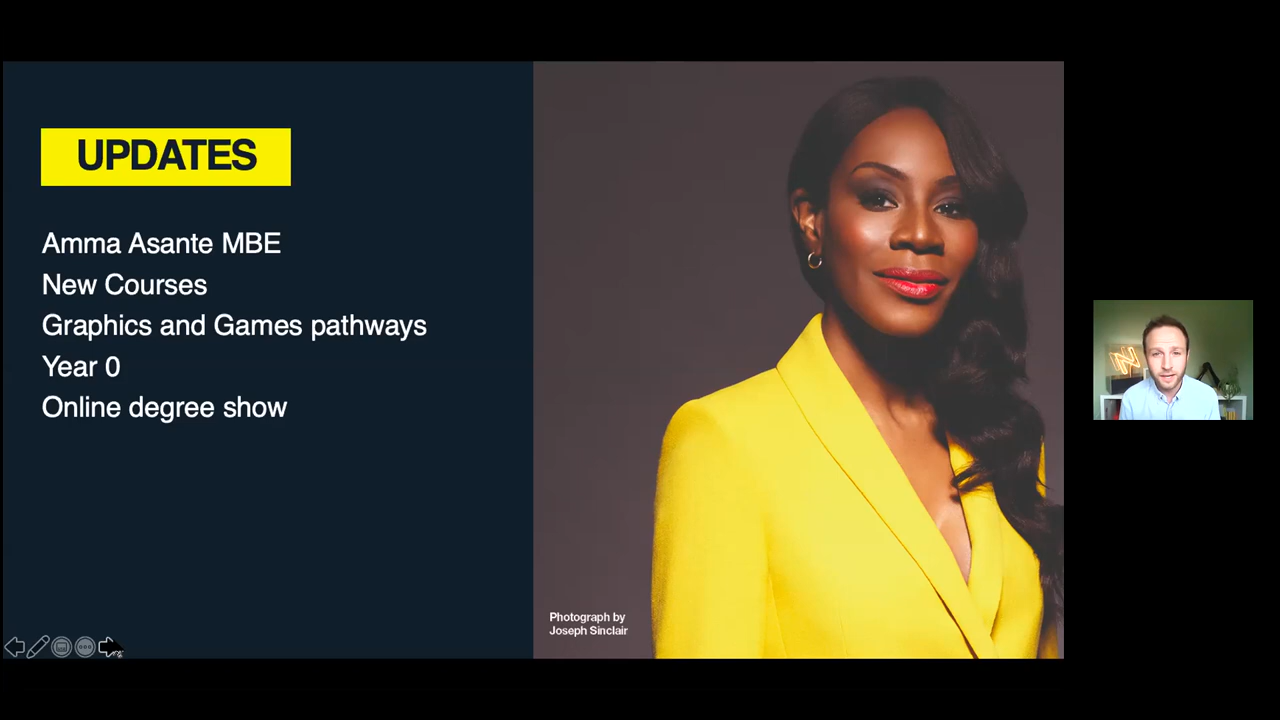 UPDATES
Amma Asante MBE
New Courses
Graphics and Games pathways
Year 0
Online degree show
Photograph by
Joseph Sinclair